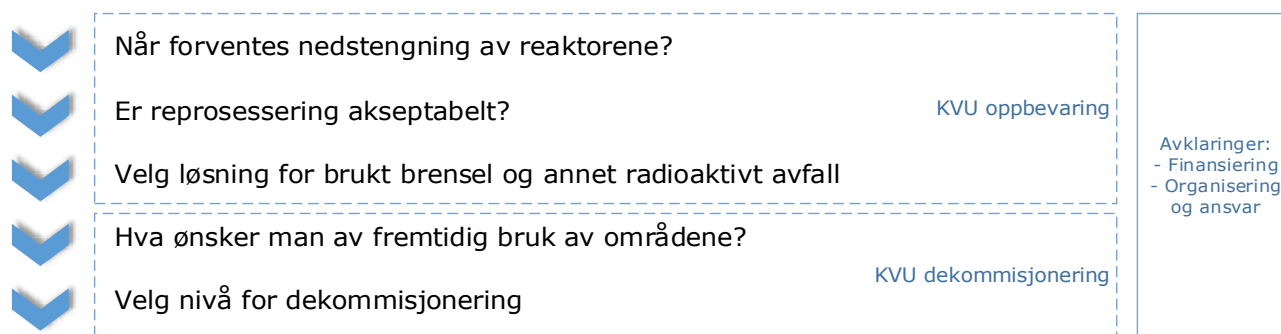 Når forventes nedstengning av reaktorene?
Er reprosessering akseptabelt?
KVU oppbevaring
Velg løsning for brukt brensel og annet radioaktivt avfall
Hva ønsker man av fremtidig bruk av områdene?
KVU dekommisjonering
Velg nivå for dekommisjonering
Avklaringer:
- Finansiering
- Organisering
og ansvar